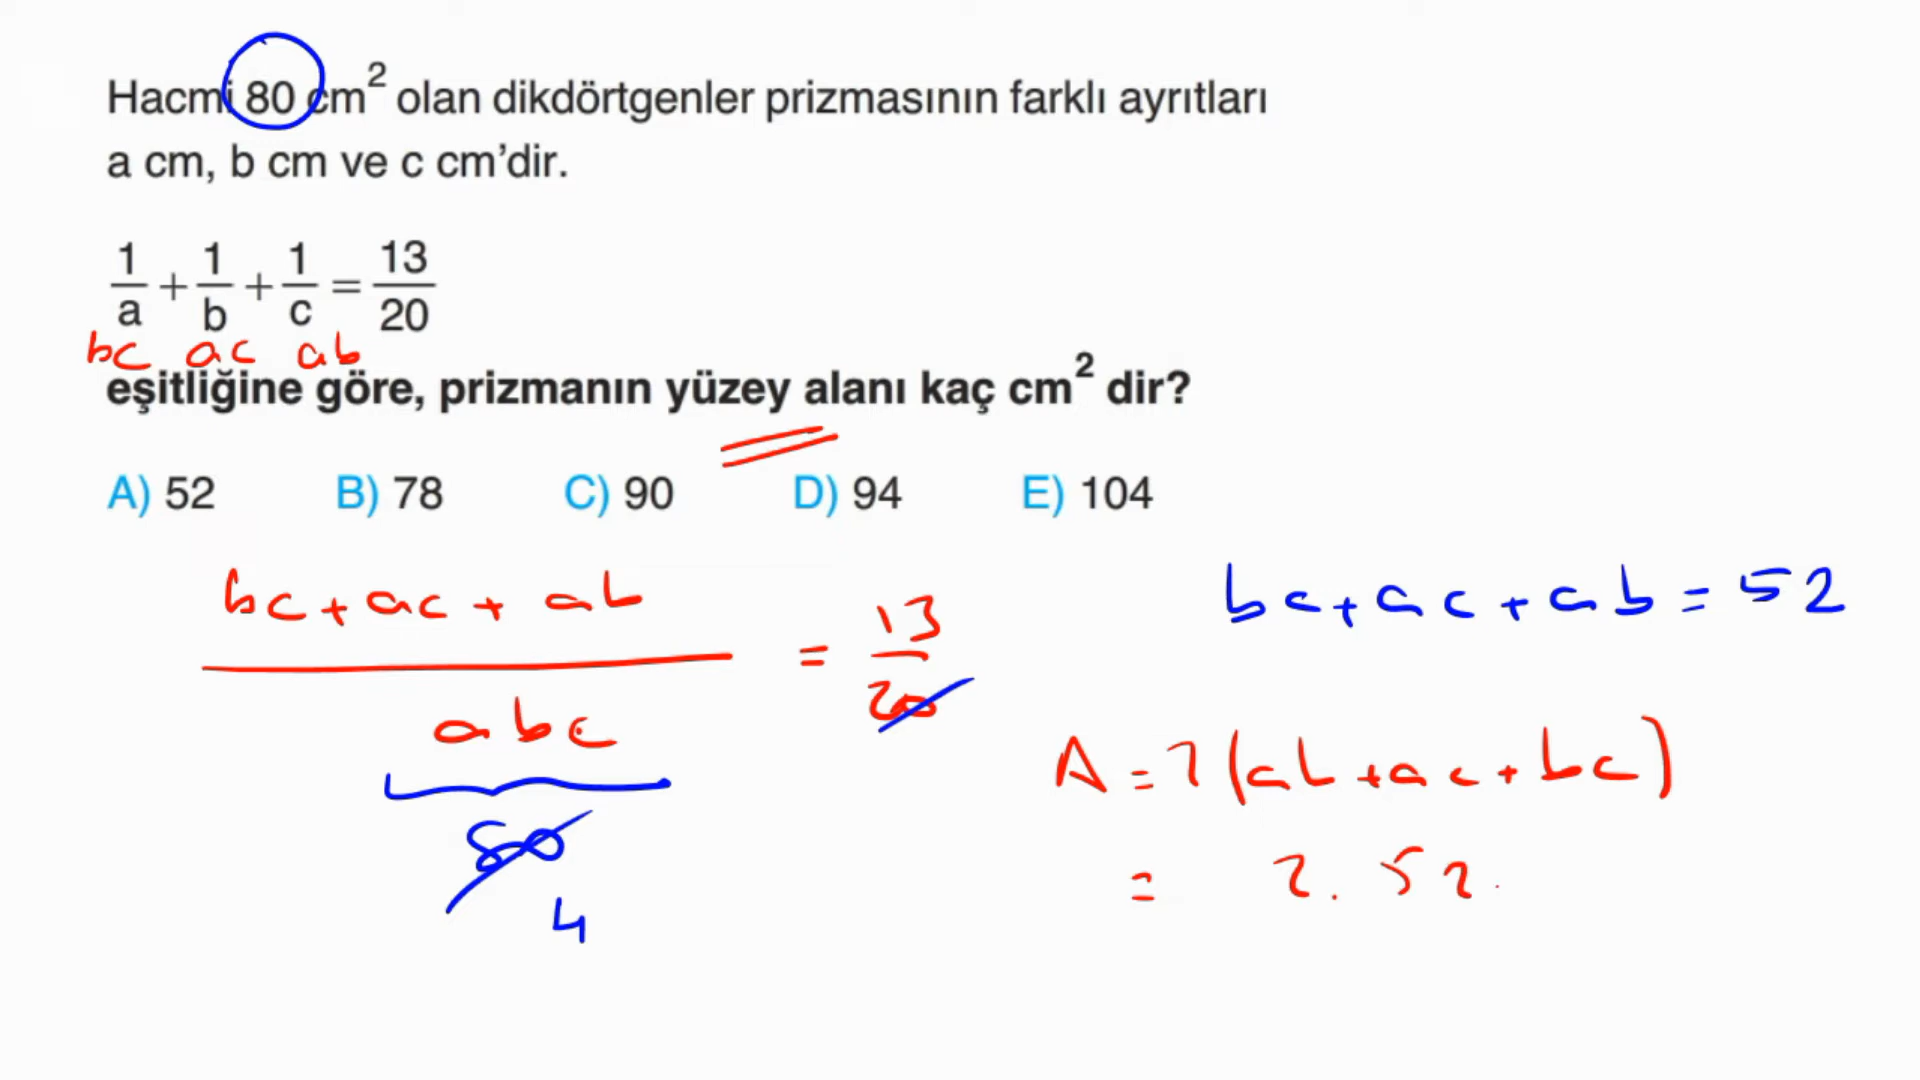 Hacmi 80 cm² olan dikdörtgenler prizmasının farklı ayrıtları
a cm, b cm ve c cm'dir.
1/a + 1/b + 1/c = 13/20
bc ac ab
eşitliğine göre, prizmanın yüzey alanı kaç cm² dir?
A) 52 B) 78 C) 90 D) 94 E) 104
bc + ac + ab / abc = 13/20
80
4
bc + ac + ab = 52
A = 2(ab + ac + bc)
= 2 . 52